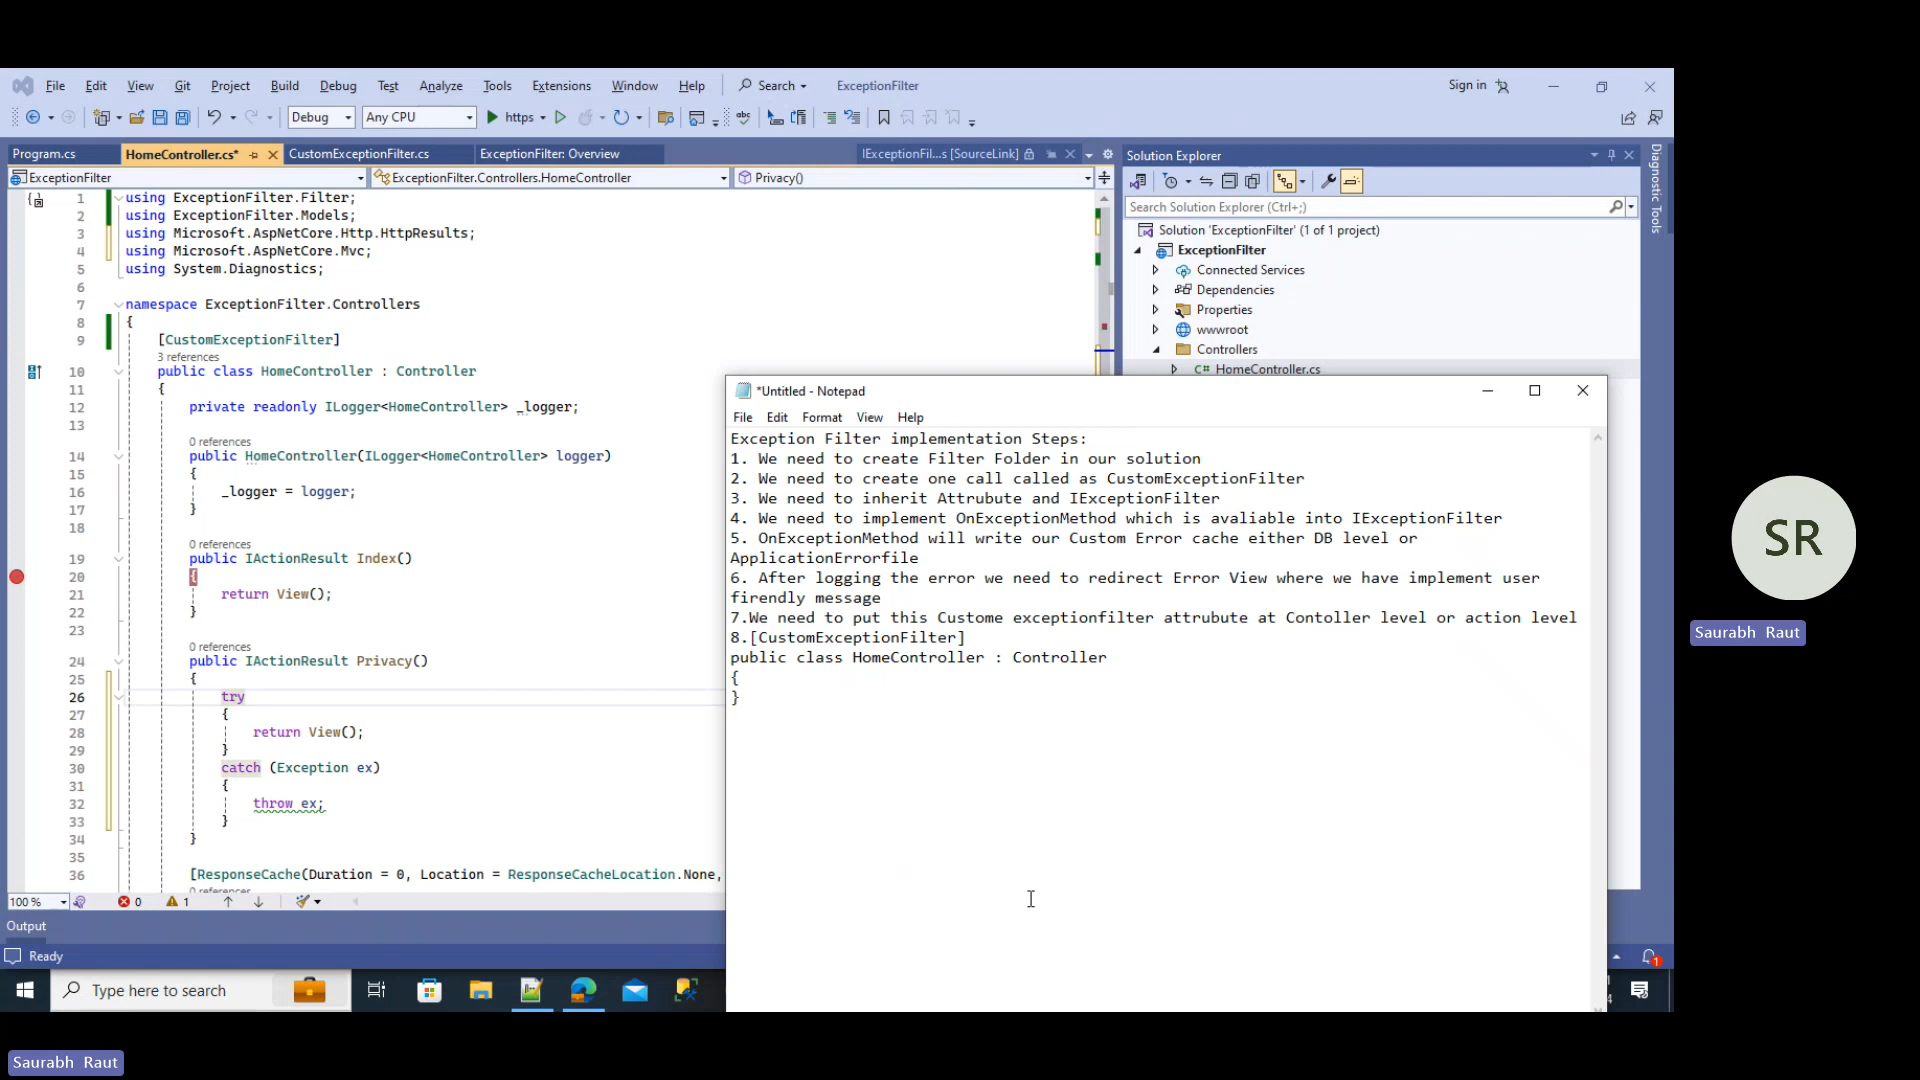 File Edit View Git Project Build Debug Test Analyze Tools Extensions Window Help Search ExceptionFilter Sign in
Debug Any CPU https
Program.cs HomeController.cs* CustomExceptionFilter.cs ExceptionFilter: Overview IExceptionFil...s [SourceLink]
ExceptionFilter ExceptionFilter.Controllers.HomeController Privacy()
1 using ExceptionFilter.Filter;
2 using ExceptionFilter.Models;
3 using Microsoft.AspNetCore.Http.HttpResults;
4 using Microsoft.AspNetCore.Mvc;
5 using System.Diagnostics;
6
7 namespace ExceptionFilter.Controllers
8 {
9 [CustomExceptionFilter]
3 references
10 public class HomeController : Controller
11 {
12 private readonly ILogger<HomeController> _logger;
13
0 references
14 public HomeController(ILogger<HomeController> logger)
15 {
16 _logger = logger;
17 }
18
0 references
19 public IActionResult Index()
20 {
21 return View();
22 }
23
0 references
24 public IActionResult Privacy()
25 {
26 try
27 {
28 return View();
29 }
30 catch (Exception ex)
31 {
32 throw ex;
33 }
34 }
35
36 [ResponseCache(Duration = 0, Location = ResponseCacheLocation.None,
0 references
100 % 0 1
Output
Ready
Solution Explorer
Search Solution Explorer (Ctrl+;)
Solution 'ExceptionFilter' (1 of 1 project)
ExceptionFilter
Connected Services
Dependencies
Properties
wwwroot
Controllers
C# HomeController.cs
Diagnostic Tools
*Untitled - Notepad
File Edit Format View Help
Exception Filter implementation Steps:
1. We need to create Filter Folder in our solution
2. We need to create one call called as CustomExceptionFilter
3. We need to inherit Attrubute and IExceptionFilter
4. We need to implement OnExceptionMethod which is avaliable into IExceptionFilter
5. OnExceptionMethod will write our Custom Error cache either DB level or
ApplicationErrorfile
6. After logging the error we need to redirect Error View where we have implement user
firendly message
7.We need to put this Custome exceptionfilter attrubute at Contoller level or action level
8.[CustomExceptionFilter]
public class HomeController : Controller
{
}
SR
Saurabh Raut
Type here to search
1
4
Saurabh Raut